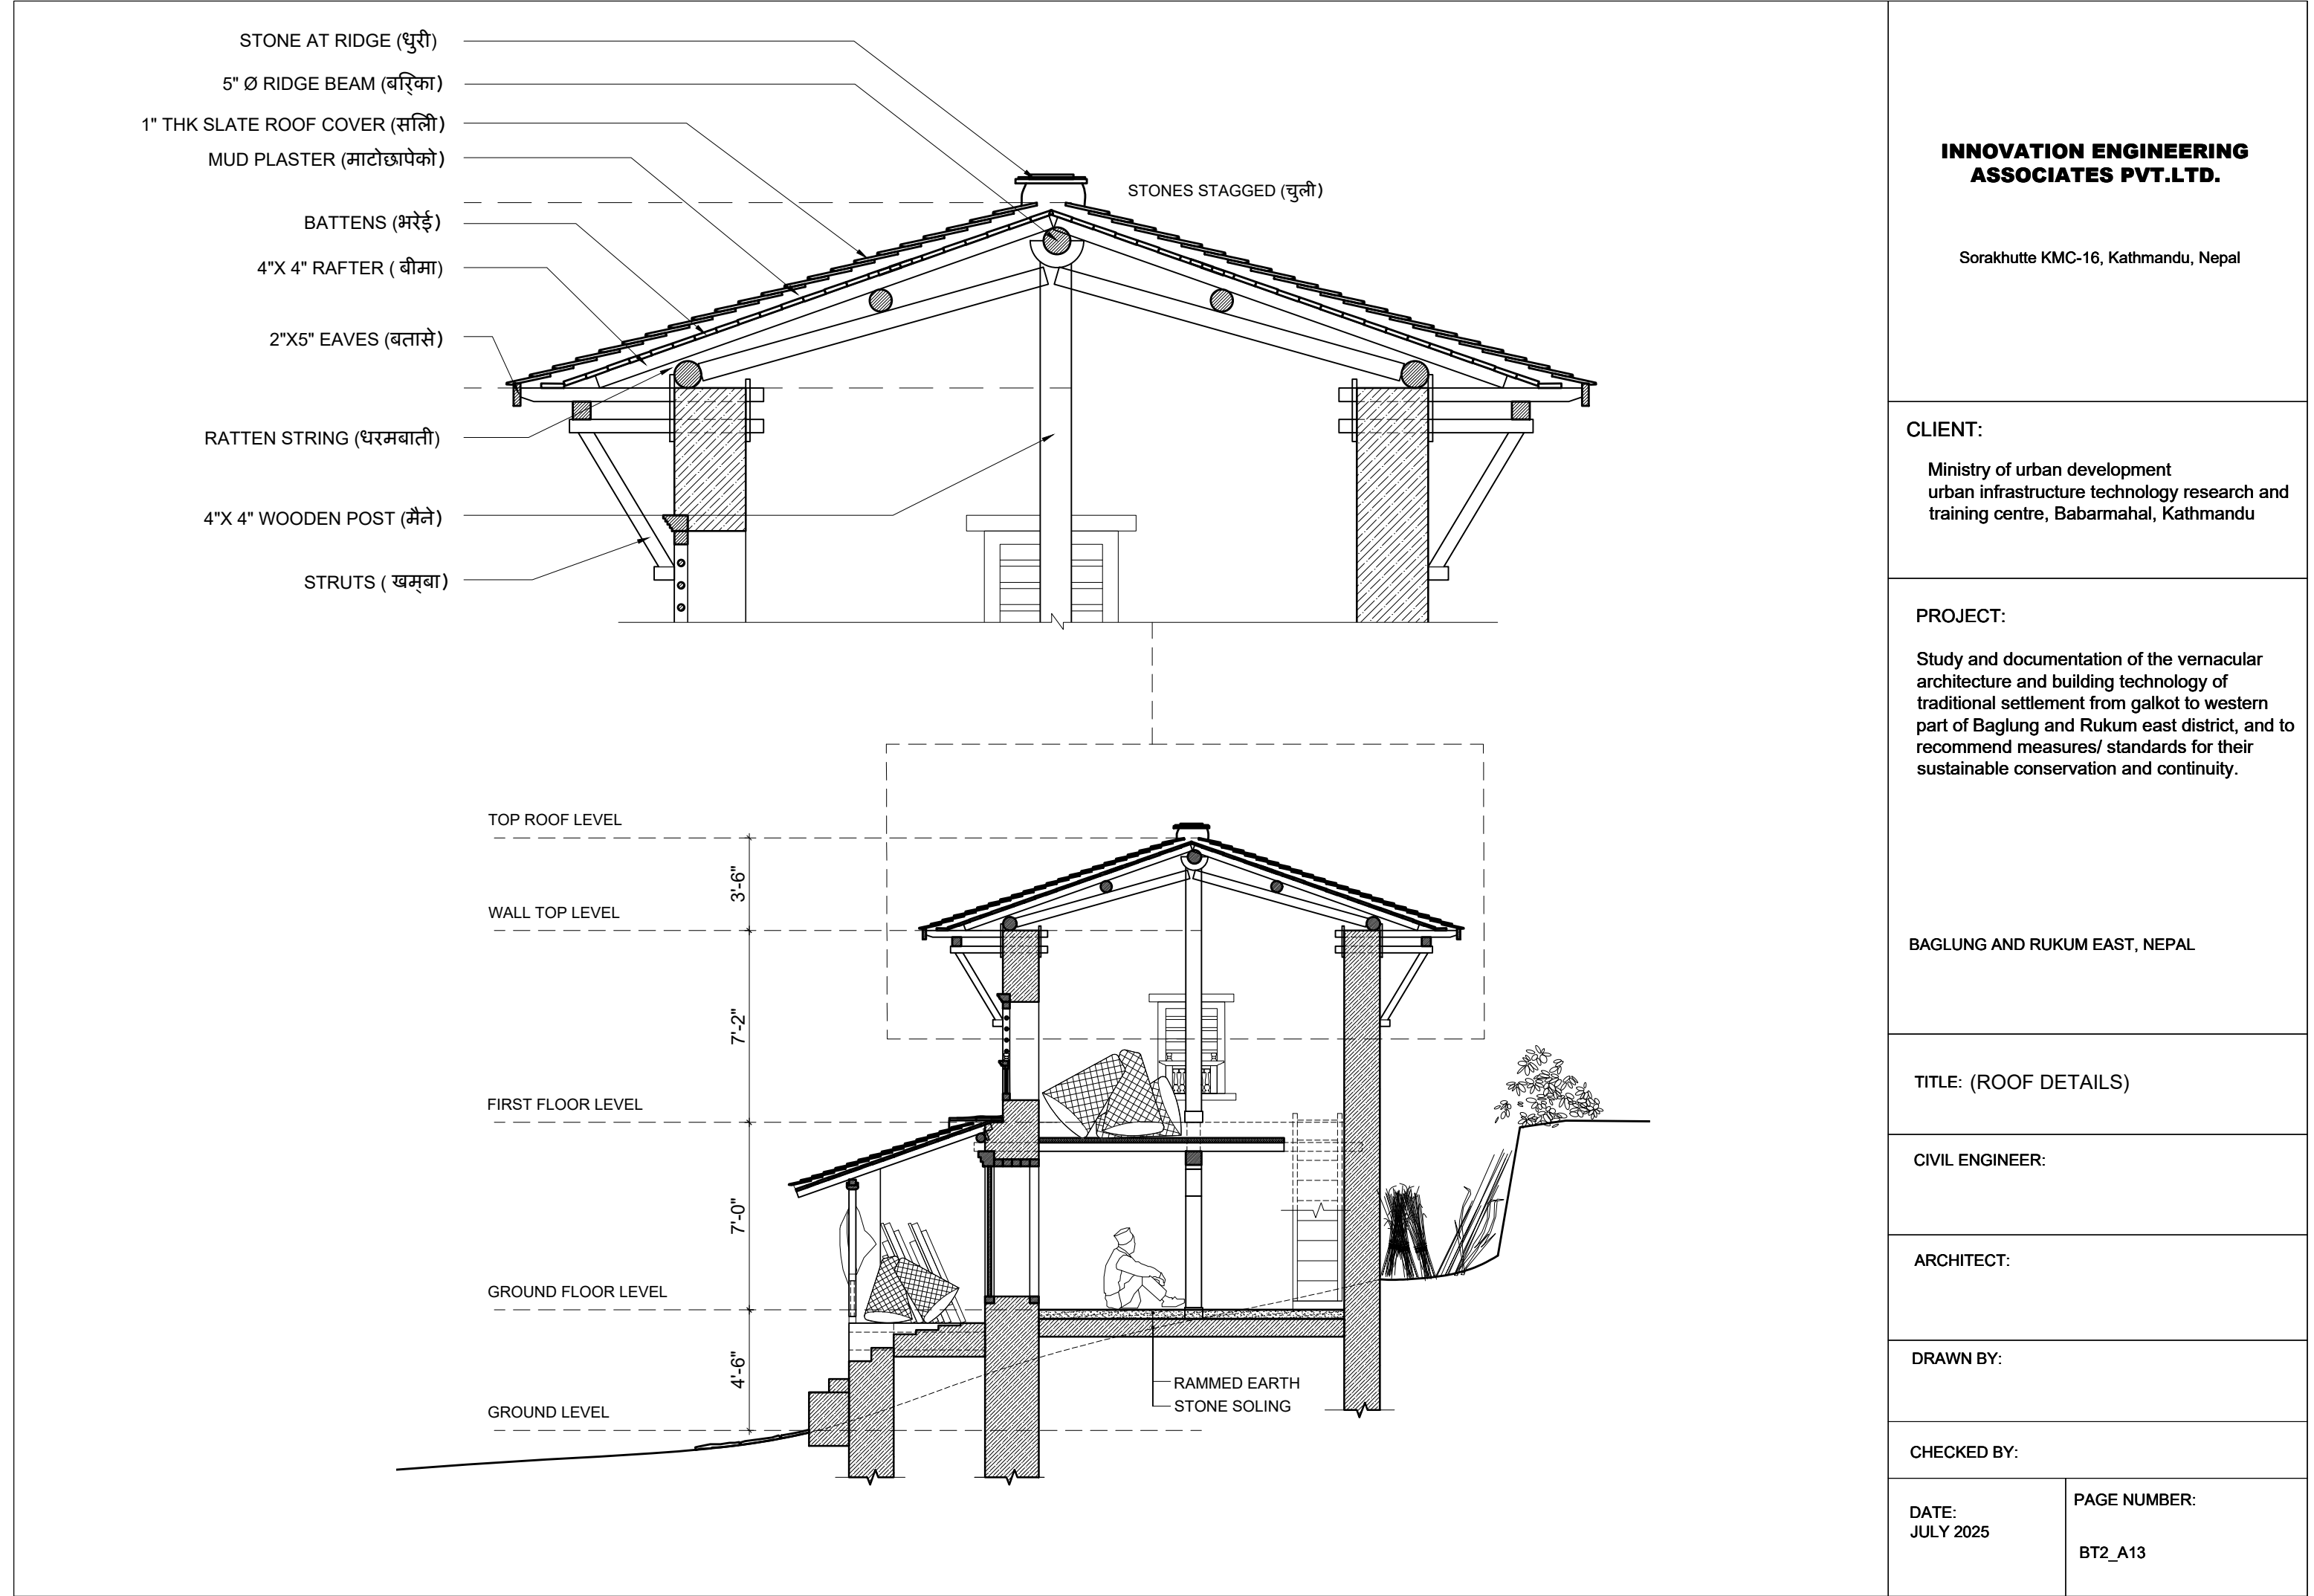 STONE AT RIDGE (धुरी)
5" Ø RIDGE BEAM (बरि्का)
1" THK SLATE ROOF COVER (सलिी)
MUD PLASTER (माटोछापेको)
STONES STAGGED (चुली)
BATTENS (भरेई)
4"X 4" RAFTER ( बीमा)
2"X5" EAVES (बतासे)
RATTEN STRING (धरमबाती)
4"X 4" WOODEN POST (मैने)
STRUTS ( खम्बा)
TOP ROOF LEVEL
3'-6"
WALL TOP LEVEL
7'-2"
FIRST FLOOR LEVEL
7'-0"
GROUND FLOOR LEVEL
4'-6"
RAMMED EARTH
STONE SOLING
GROUND LEVEL
INNOVATION ENGINEERING
ASSOCIATES PVT.LTD.
Sorakhutte KMC-16, Kathmandu, Nepal
CLIENT:
Ministry of urban development
urban infrastructure technology research and
training centre, Babarmahal, Kathmandu
PROJECT:
Study and documentation of the vernacular
architecture and building technology of
traditional settlement from galkot to western
part of Baglung and Rukum east district, and to
recommend measures/ standards for their
sustainable conservation and continuity.
BAGLUNG AND RUKUM EAST, NEPAL
TITLE: (ROOF DETAILS)
CIVIL ENGINEER:
ARCHITECT:
DRAWN BY:
CHECKED BY:
DATE:
JULY 2025
PAGE NUMBER:
BT2_A13